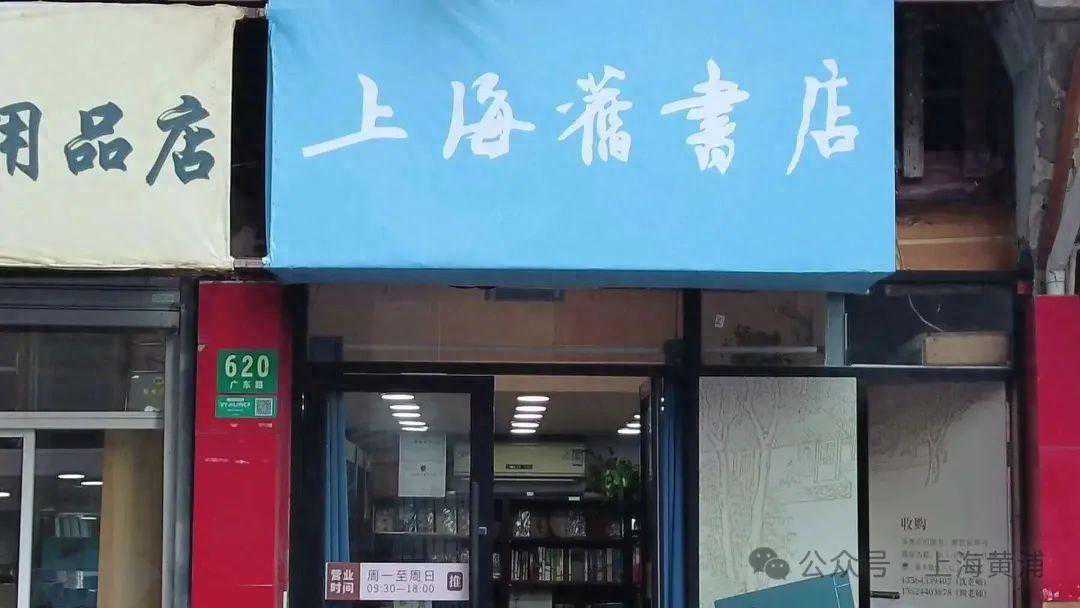 用品店
上海舊書店
620
广东路
营业时间
周一至周日
09:30—18:00
推
收购
公众号 上海黄浦